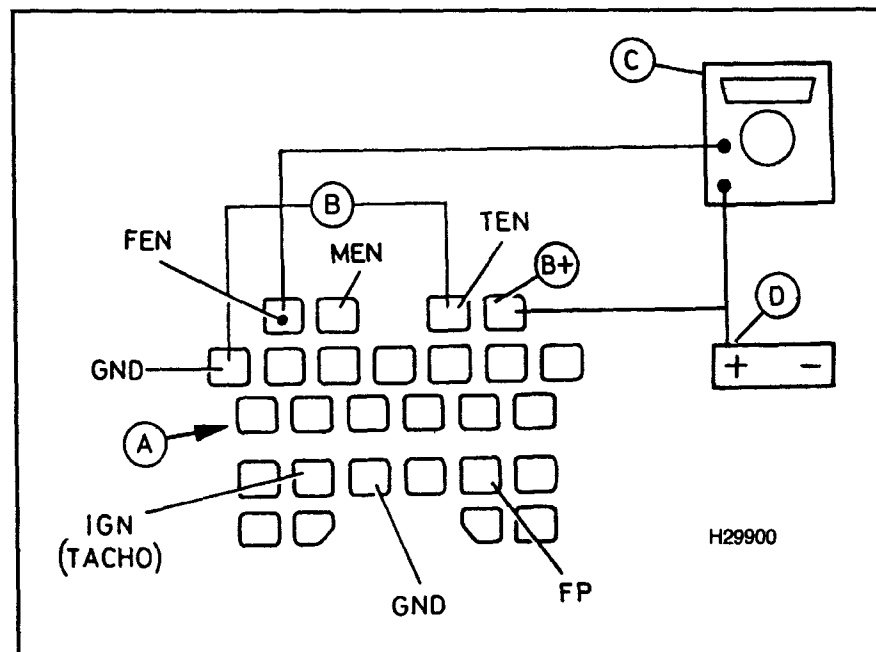 C
B
FEN
MEN
TEN
B+
D
+ -
GND
A
IGN
(TACHO)
GND
FP
H29900